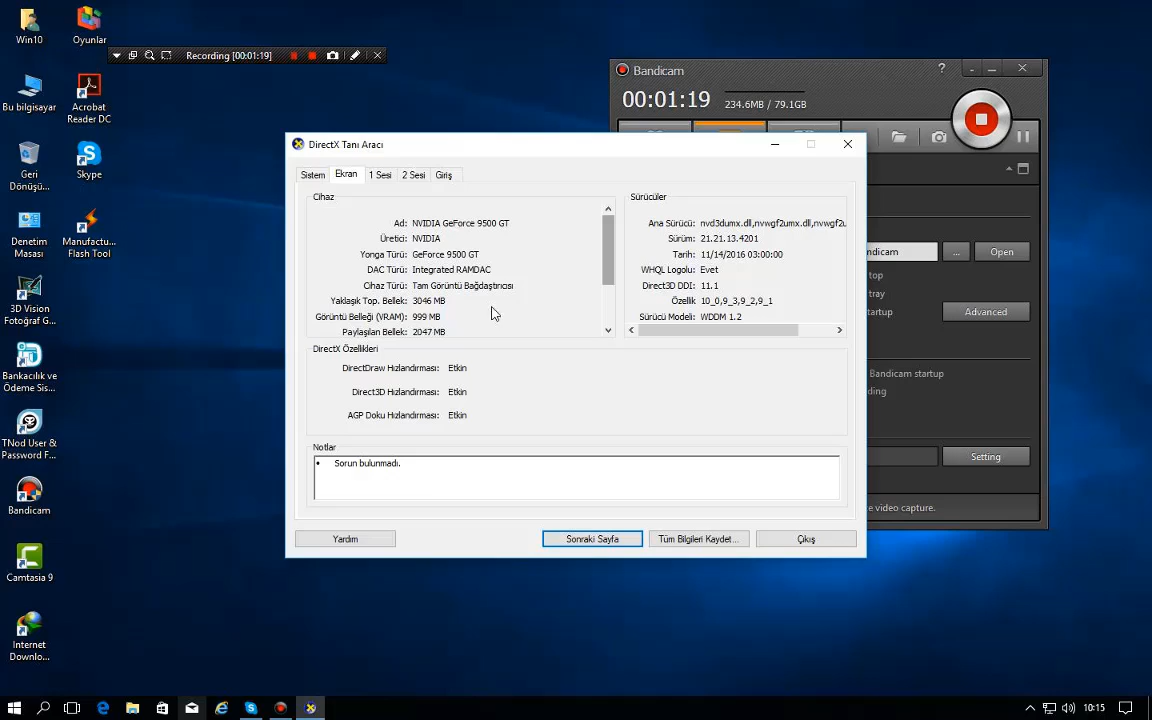 Win10
Oyunlar
Bu bilgisayar
Acrobat
Reader DC
Geri
Dönüşü...
Skype
Denetim
Masası
Manufactu...
Flash Tool
3D Vision
Fotoğraf G...
Bankacılık ve
Ödeme Sis...
TNod User &
Password F...
Bandicam
Camtasia 9
Internet
Downlo...
Recording [00:01:19]
Bandicam
?
00:01:19
234.6MB / 79.1GB
ndicam
...
Open
top
tray
tartup
Advanced
Bandicam startup
ding
Setting
e video capture.
DirectX Tanı Aracı
Sistem
Ekran
1 Sesi
2 Sesi
Giriş
Cihaz
Ad: NVIDIA GeForce 9500 GT
Üretici: NVIDIA
Yonga Türü: GeForce 9500 GT
DAC Türü: Integrated RAMDAC
Cihaz Türü: Tam Görüntü Bağdaştırıcısı
Yaklaşık Top. Bellek: 3046 MB
Görüntü Belleği (VRAM): 999 MB
Paylaşılan Bellek: 2047 MB
Sürücüler
Ana Sürücü: nvd3dumx.dll,nvwgf2umx.dll,nvwgf2u
Sürüm: 21.21.13.4201
Tarih: 11/14/2016 03:00:00
WHQL Logolu: Evet
Direct3D DDI: 11.1
Özellik 10_0,9_3,9_2,9_1
Sürücü Modeli: WDDM 1.2
DirectX Özellikleri
DirectDraw Hızlandırması: Etkin
Direct3D Hızlandırması: Etkin
AGP Doku Hızlandırması: Etkin
Notlar
• Sorun bulunmadı.
Yardım
Sonraki Sayfa
Tüm Bilgileri Kaydet...
Çıkış
10:15